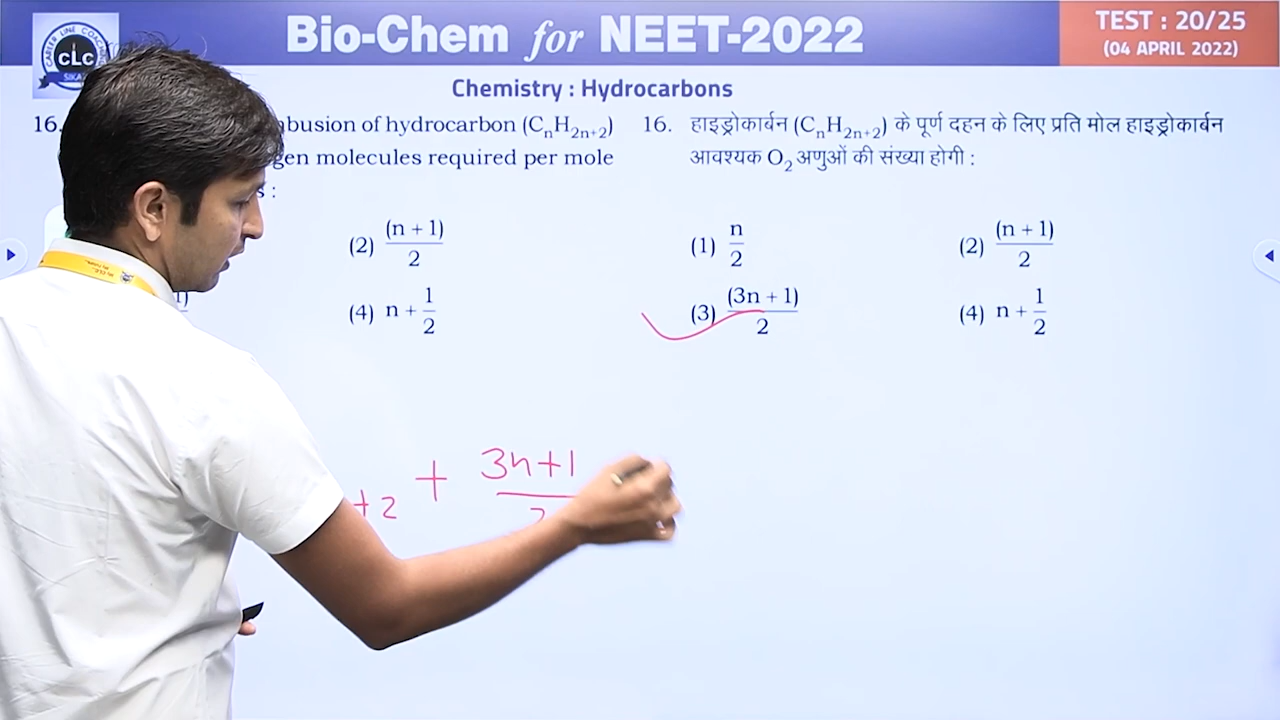 Bio-Chem for NEET-2022
TEST : 20/25
(04 APRIL 2022)
CLC
Chemistry : Hydrocarbons
16. of hydrocarbon (CₙH₂ₙ₊₂)
molecules required per mole
:
(2) (n + 1)/2
(4) n + 1/2
16. हाइड्रोकार्बन (CₙH₂ₙ₊₂) के पूर्ण दहन के लिए प्रति मोल हाइड्रोकार्बन
आवश्यक O₂ अणुओं की संख्या होगी :
(1) n/2
(2) (n + 1)/2
(3) (3n + 1)/2
(4) n + 1/2
+2 + 3n+1